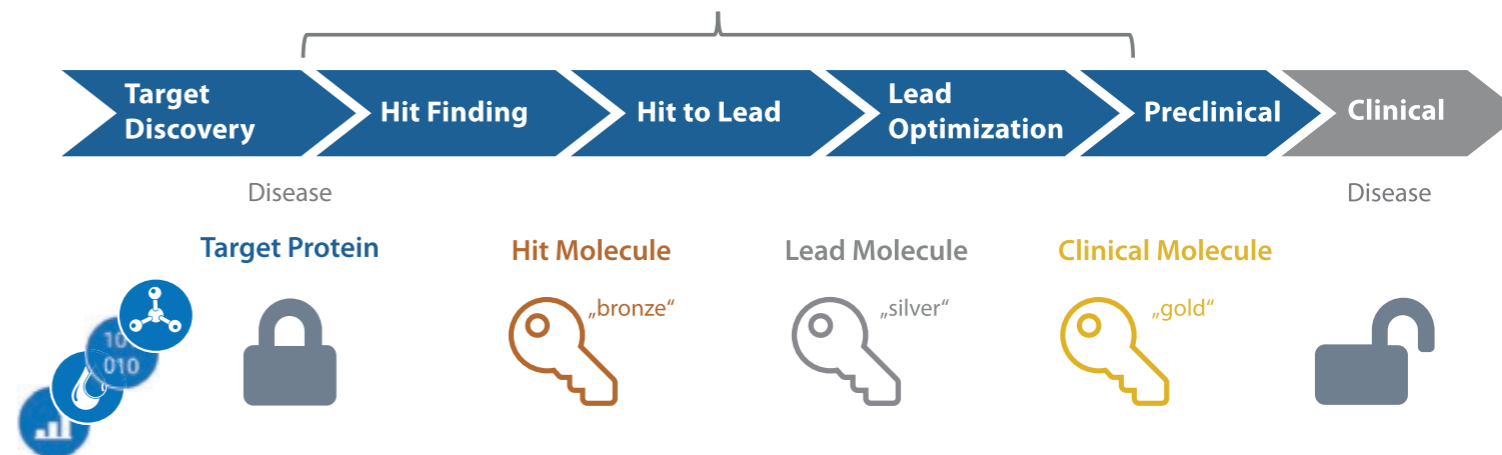 Target
Discovery
Hit Finding
Hit to Lead
Lead
Optimization
Preclinical
Clinical
Disease
Disease
Target Protein
Hit Molecule
Lead Molecule
Clinical Molecule
„bronze“
„silver“
„gold“
10
010